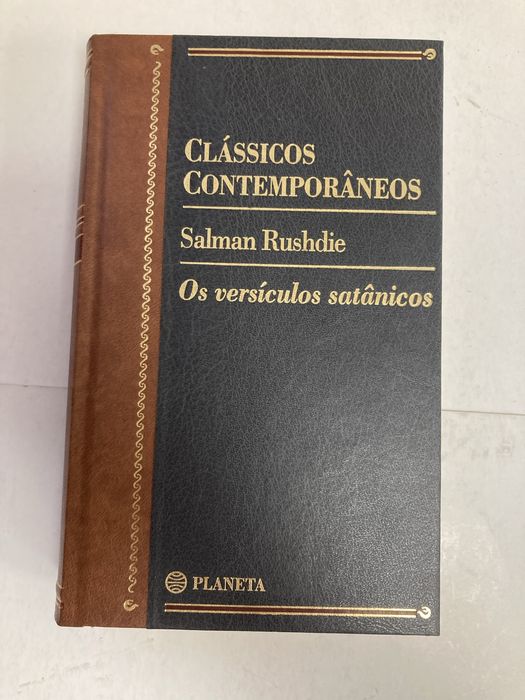 CLÁSSICOS
CONTEMPORÂNEOS
Salman Rushdie
Os versículos satânicos
PLANETA